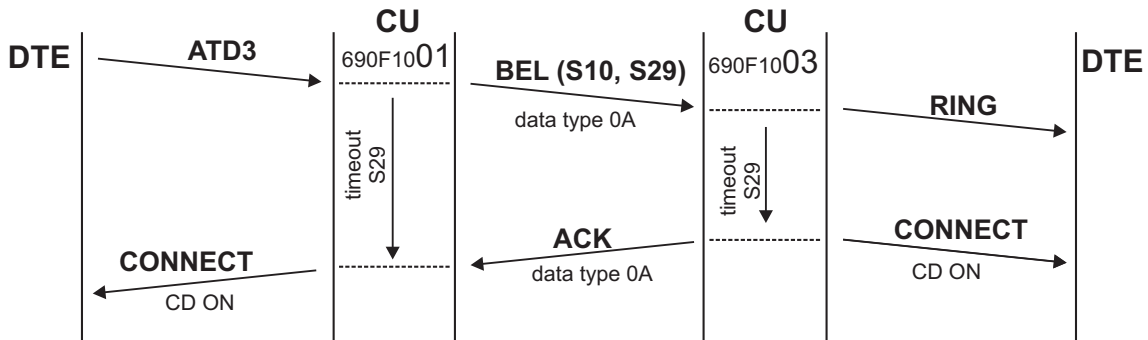 CU
CU
DTE
ATD3
690F1001
BEL (S10, S29)
data type 0A
690F1003
RING
DTE
timeout
S29
timeout
S29
CONNECT
CD ON
ACK
data type 0A
CONNECT
CD ON